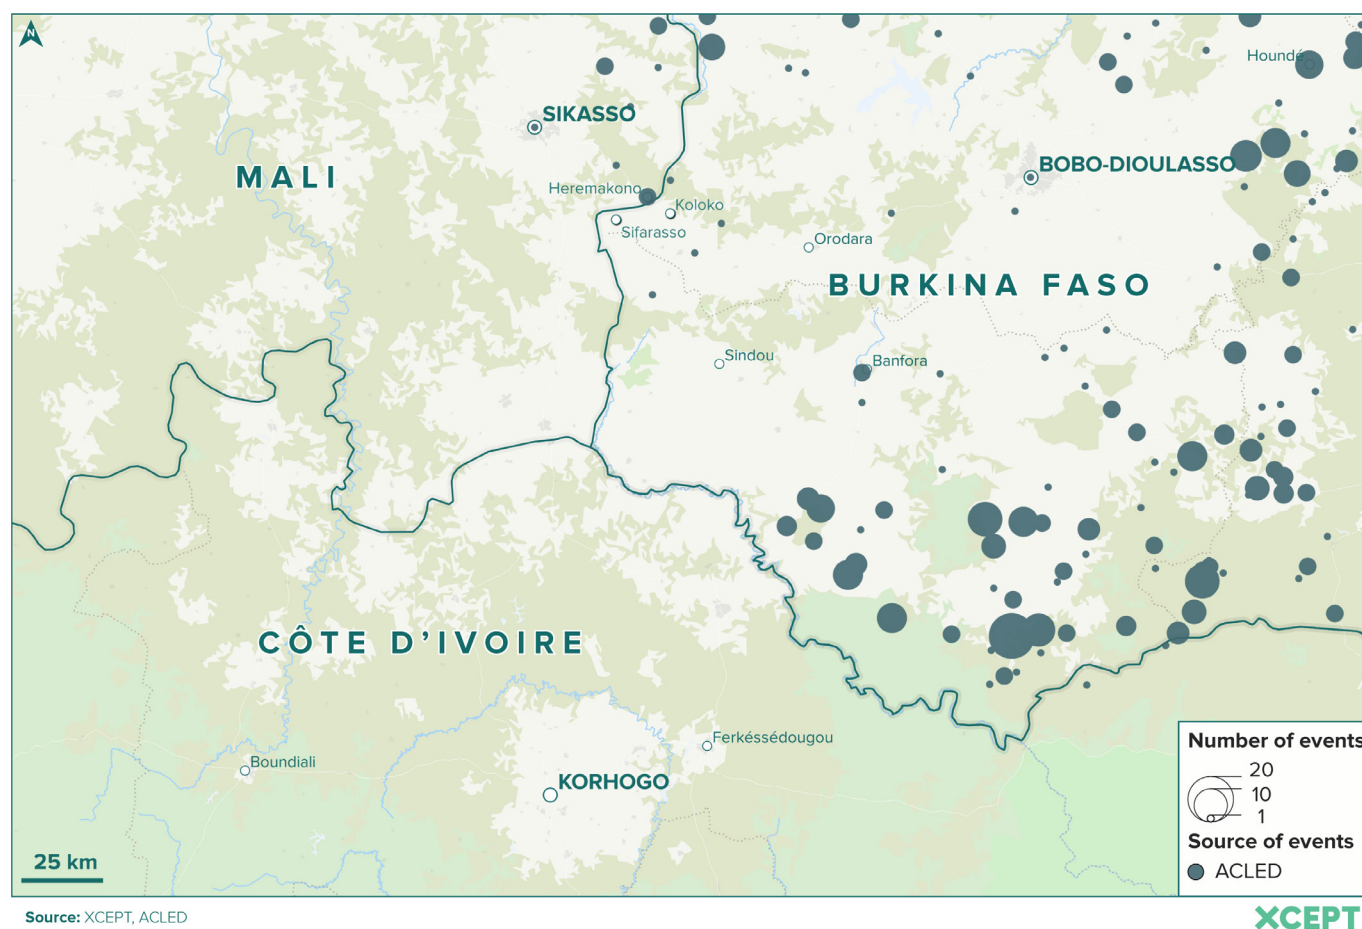 N
Houndé
SIKASSO
BOBO-DIOULASSO
MALI
Heremakono
Koloko
Sifarasso
Orodara
BURKINA FASO
Sindou
Banfora
CÔTE D’IVOIRE
Ferkéssédougou
Boundiali
KORHOGO
Number of events
20
10
1
Source of events
ACLED
25 km
Source: XCEPT, ACLED
XCEPT